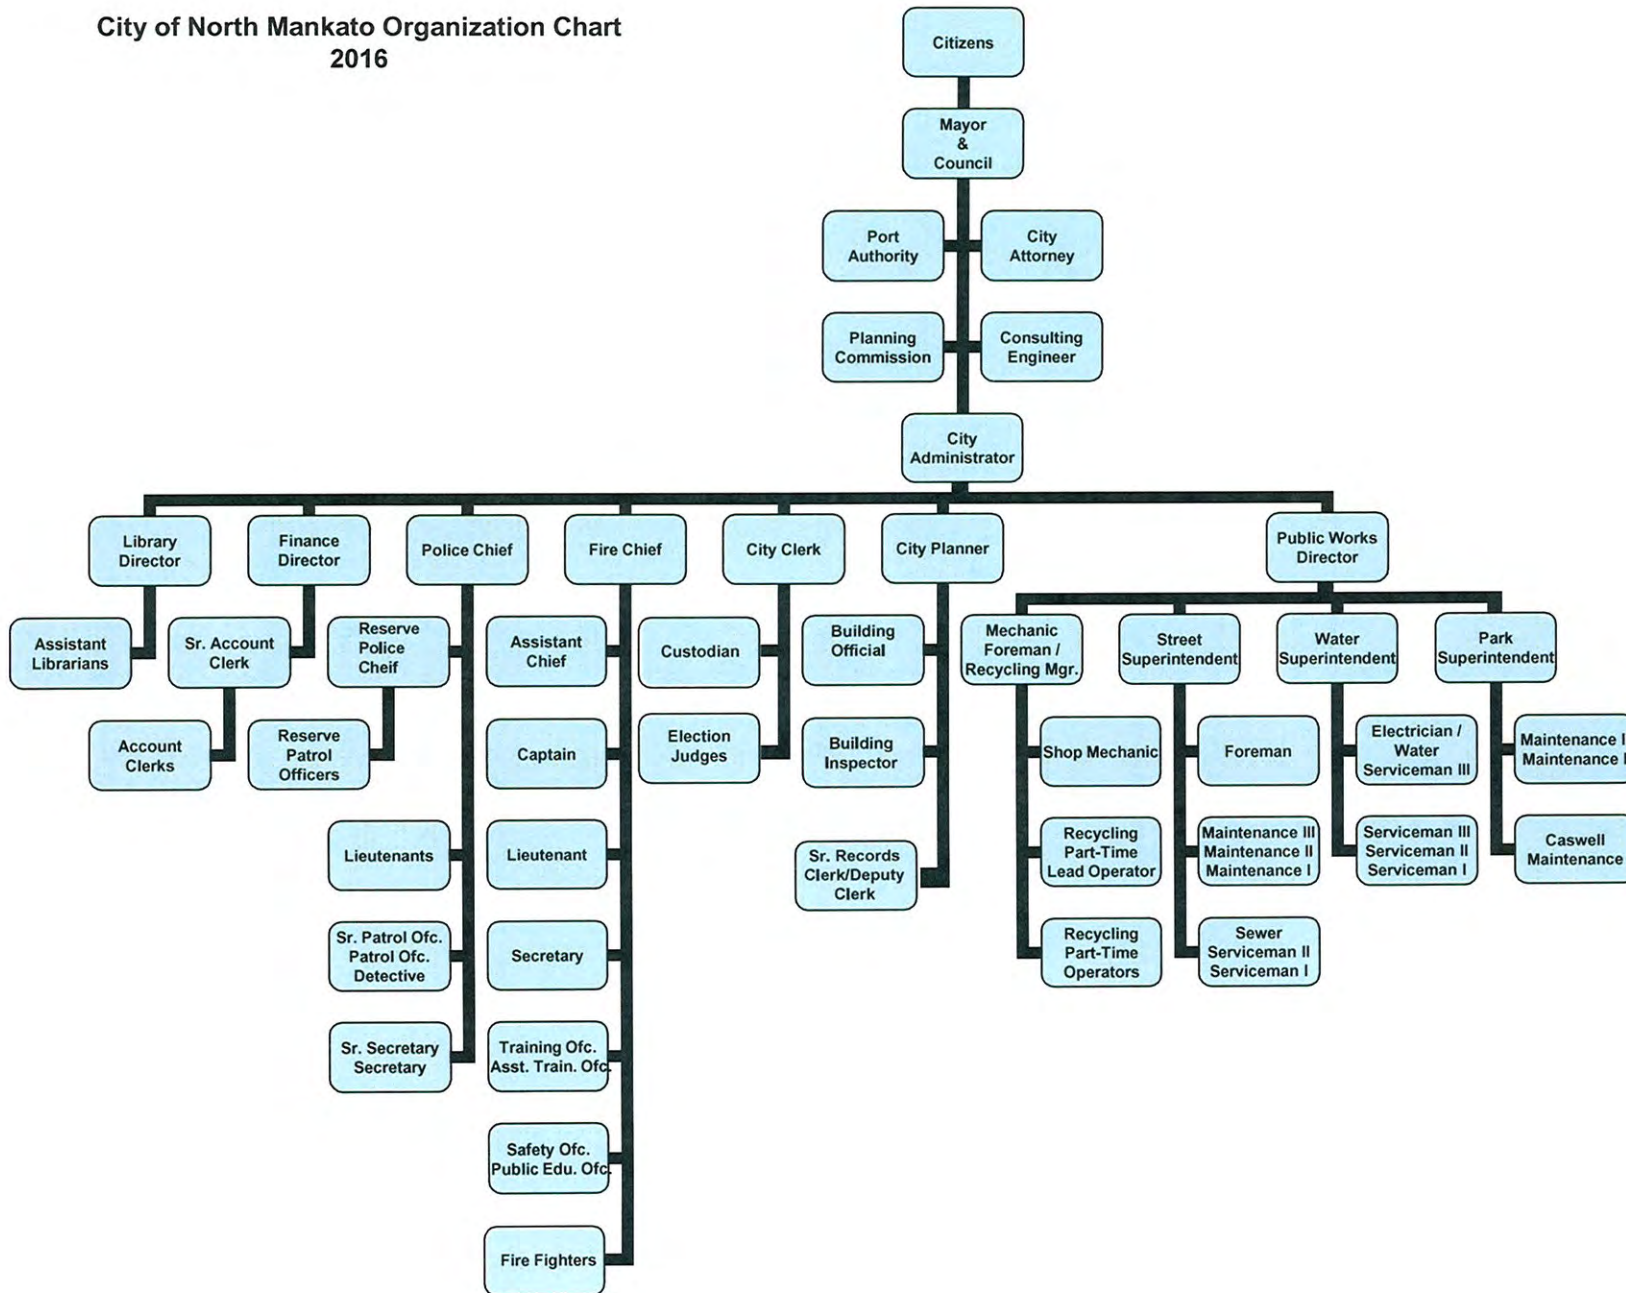 City of North Mankato Organization Chart
2016
Citizens
Mayor
&
Council
Port
Authority
City
Attorney
Planning
Commission
Consulting
Engineer
City
Administrator
Library
Director
Finance
Director
Police Chief
Fire Chief
City Clerk
City Planner
Public Works
Director
Assistant
Librarians
Sr. Account
Clerk
Reserve
Police
Cheif
Assistant
Chief
Custodian
Building
Official
Mechanic
Foreman /
Recycling Mgr.
Street
Superintendent
Water
Superintendent
Park
Superintendent
Account
Clerks
Reserve
Patrol
Officers
Captain
Election
Judges
Building
Inspector
Shop Mechanic
Foreman
Electrician /
Water
Serviceman III
Maintenance
Maintenance
Lieutenants
Lieutenant
Sr. Records
Clerk/Deputy
Clerk
Recycling
Part-Time
Lead Operator
Maintenance III
Maintenance II
Maintenance I
Serviceman III
Serviceman II
Serviceman I
Caswell
Maintenance
Sr. Patrol Ofc.
Patrol Ofc.
Detective
Secretary
Recycling
Part-Time
Operators
Sewer
Serviceman II
Serviceman I
Sr. Secretary
Secretary
Training Ofc.
Asst. Train. Ofc.
Safety Ofc.
Public Edu. Ofc.
Fire Fighters